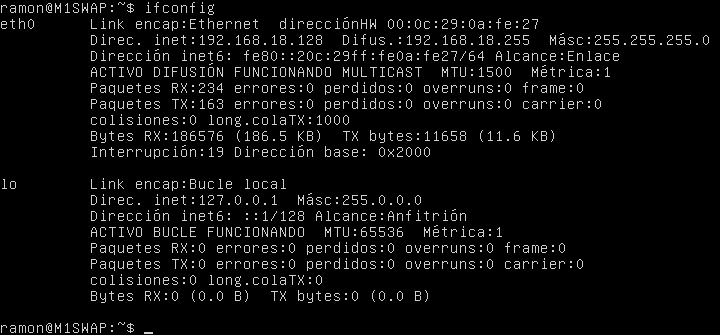 ramon@M1SWAP:~$ ifconfig
eth0      Link encap:Ethernet  direcciónHW 00:0c:29:0a:fe:27
          Direc. inet:192.168.18.128  Difus.:192.168.18.255  Másc:255.255.255.0
          Dirección inet6: fe80::20c:29ff:fe0a:fe27/64 Alcance:Enlace
          ACTIVO DIFUSIÓN FUNCIONANDO MULTICAST  MTU:1500  Métrica:1
          Paquetes RX:234 errores:0 perdidos:0 overruns:0 frame:0
          Paquetes TX:163 errores:0 perdidos:0 overruns:0 carrier:0
          colisiones:0 long.colaTX:1000
          Bytes RX:186576 (186.5 KB)  TX bytes:11658 (11.6 KB)
          Interrupción:19 Dirección base: 0x2000
lo        Link encap:Bucle local
          Direc. inet:127.0.0.1  Másc:255.0.0.0
          Dirección inet6: ::1/128 Alcance:Anfitrión
          ACTIVO BUCLE FUNCIONANDO  MTU:65536  Métrica:1
          Paquetes RX:0 errores:0 perdidos:0 overruns:0 frame:0
          Paquetes TX:0 errores:0 perdidos:0 overruns:0 carrier:0
          colisiones:0 long.colaTX:0
          Bytes RX:0 (0.0 B)  TX bytes:0 (0.0 B)
ramon@M1SWAP:~$ _